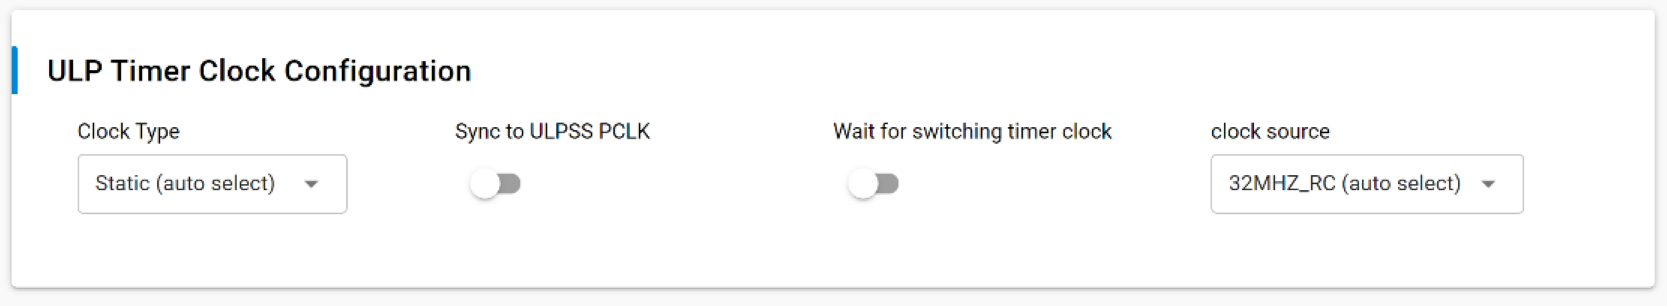 ULP Timer Clock Configuration
Clock Type
Sync to ULPSS PCLK
Wait for switching timer clock
clock source
Static (auto select)
32MHZ_RC (auto select)